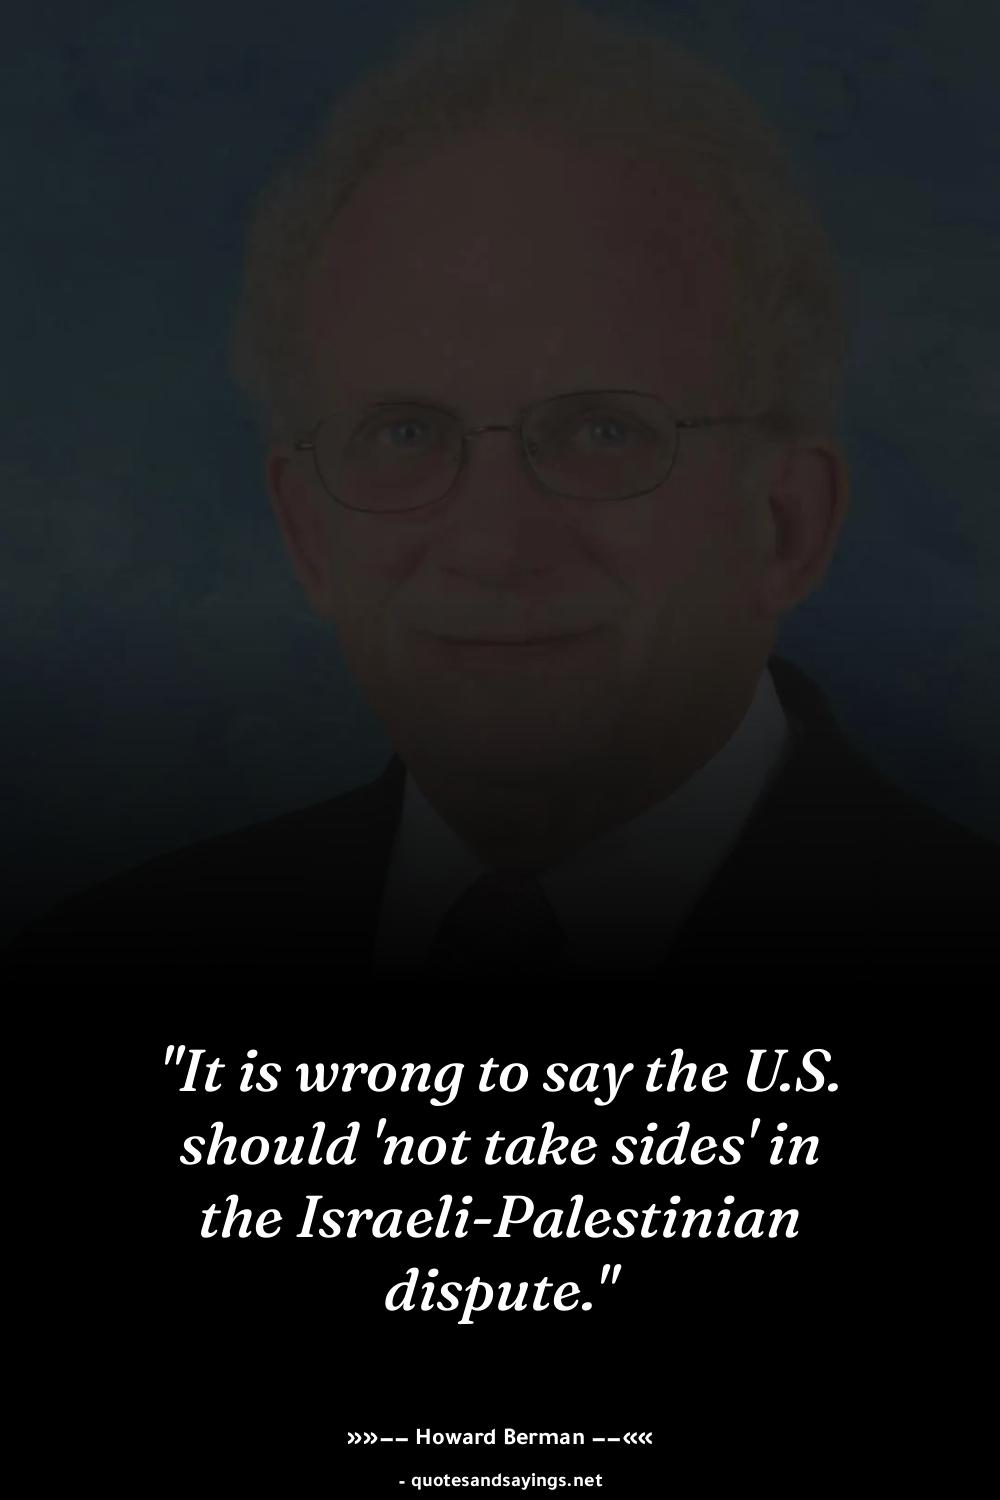 "It is wrong to say the U.S.
should 'not take sides' in
the Israeli-Palestinian
dispute."
»»–– Howard Berman ––««
- quotesandsayings.net